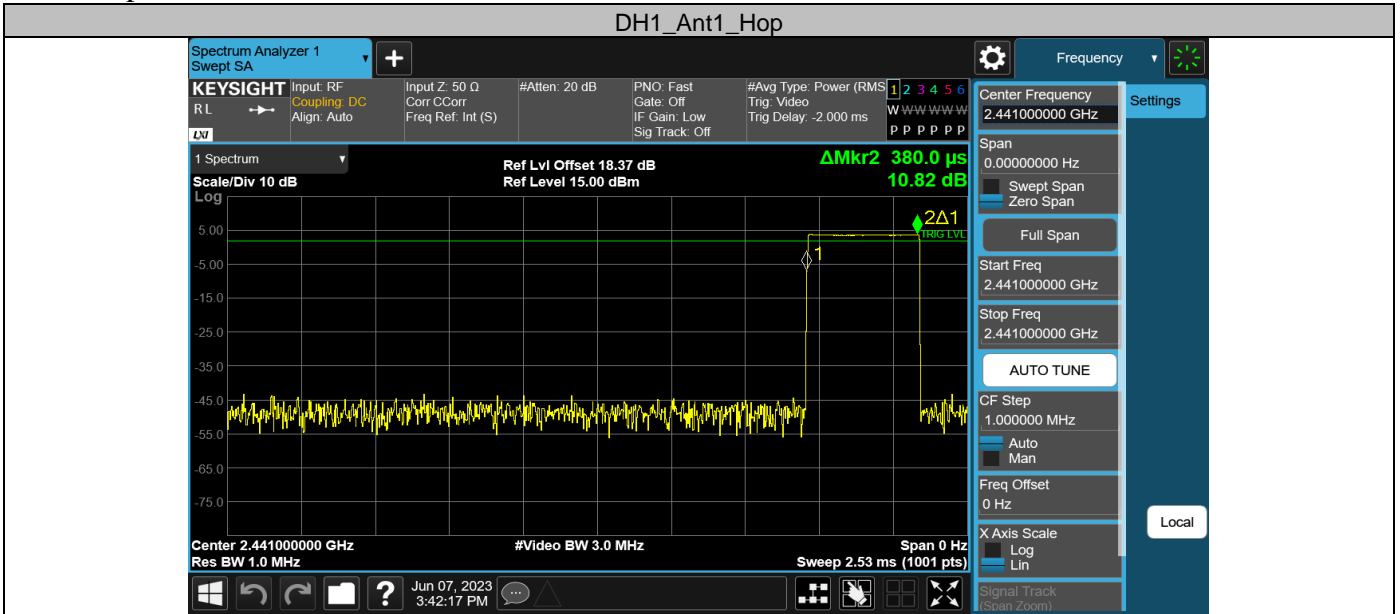 DH1_Ant1_Hop
Spectrum Analyzer 1
Swept SA
+
Frequency
KEYSIGHT
RL
LXI
Input: RF
Coupling: DC
Align: Auto
Input Z: 50 Ω
Corr CCorr
Freq Ref: Int (S)
#Atten: 20 dB
PNO: Fast
Gate: Off
IF Gain: Low
Sig Track: Off
#Avg Type: Power (RMS
Trig: Video
Trig Delay: -2.000 ms
1 2 3 4 5 6
W W W W W W
P P P P P P
1 Spectrum
Scale/Div 10 dB
Log
Ref Lvl Offset 18.37 dB
Ref Level 15.00 dBm
ΔMkr2 380.0 µs
10.82 dB
5.00
-5.00
-15.0
-25.0
-35.0
-45.0
-55.0
-65.0
-75.0
2Δ1
TRIG LVL
1
Center 2.441000000 GHz
Res BW 1.0 MHz
#Video BW 3.0 MHz
Span 0 Hz
Sweep 2.53 ms (1001 pts)
Center Frequency
2.441000000 GHz
Span
0.00000000 Hz
Swept Span
Zero Span
Full Span
Start Freq
2.441000000 GHz
Stop Freq
2.441000000 GHz
AUTO TUNE
CF Step
1.000000 MHz
Auto
Man
Freq Offset
0 Hz
X Axis Scale
Log
Lin
Signal Track
(Span Zoom)
Settings
Local
?
Jun 07, 2023
3:42:17 PM